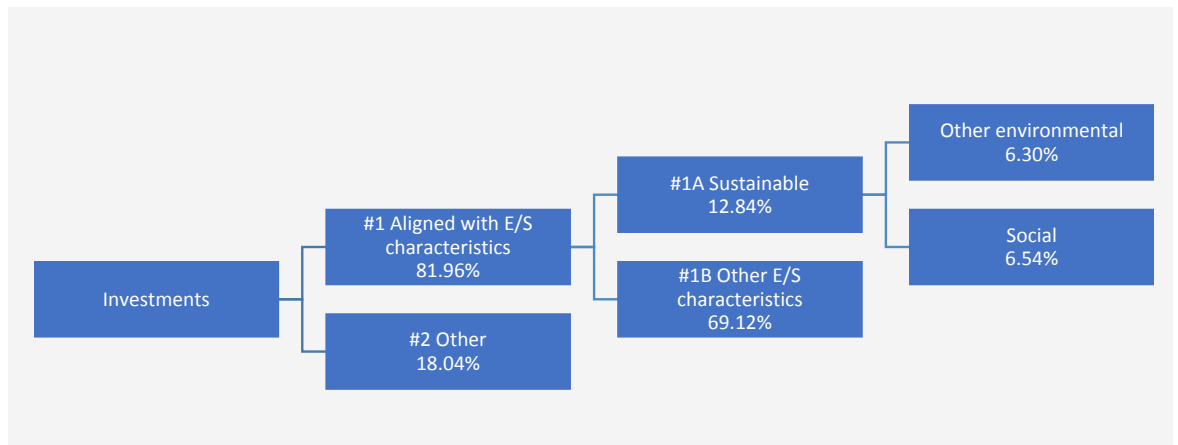 Investments
#1 Aligned with E/S
characteristics
81.96%
#2 Other
18.04%
#1A Sustainable
12.84%
#1B Other E/S
characteristics
69.12%
Other environmental
6.30%
Social
6.54%